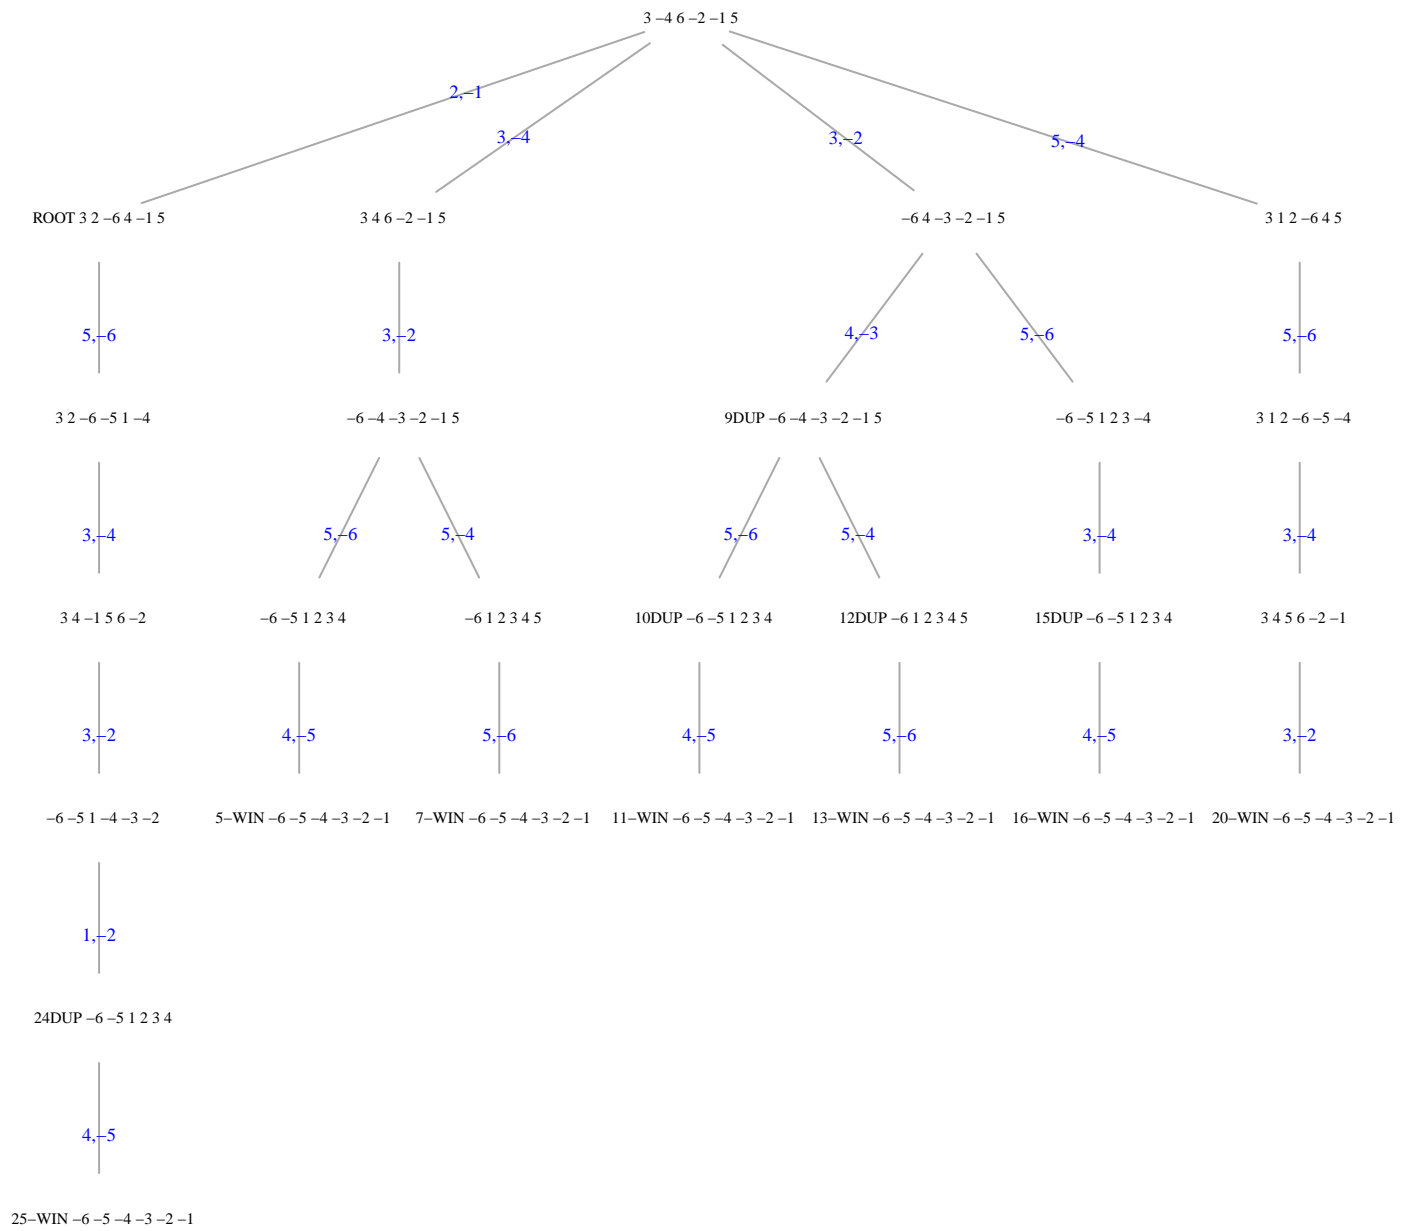 3 –4 6 –2 –1 5
2,–1
3,–4
3,–2
5,–4
ROOT 3 2 –6 4 –1 5
3 4 6 –2 –1 5
–6 4 –3 –2 –1 5
3 1 2 –6 4 5
5,–6
3,–2
4,–3
5,–6
5,–6
3 2 –6 –5 1 –4
–6 –4 –3 –2 –1 5
9DUP –6 –4 –3 –2 –1 5
–6 –5 1 2 3 –4
3 1 2 –6 –5 –4
3,–4
5,–6
5,–4
5,–6
5,–4
3,–4
3,–4
3 4 –1 5 6 –2
–6 –5 1 2 3 4
–6 1 2 3 4 5
10DUP –6 –5 1 2 3 4
12DUP –6 1 2 3 4 5
15DUP –6 –5 1 2 3 4
3 4 5 6 –2 –1
3,–2
4,–5
5,–6
4,–5
5,–6
4,–5
3,–2
–6 –5 1 –4 –3 –2
5–WIN –6 –5 –4 –3 –2 –1
7–WIN –6 –5 –4 –3 –2 –1
11–WIN –6 –5 –4 –3 –2 –1
13–WIN –6 –5 –4 –3 –2 –1
16–WIN –6 –5 –4 –3 –2 –1
20–WIN –6 –5 –4 –3 –2 –1
1,–2
24DUP –6 –5 1 2 3 4
4,–5
25–WIN –6 –5 –4 –3 –2 –1